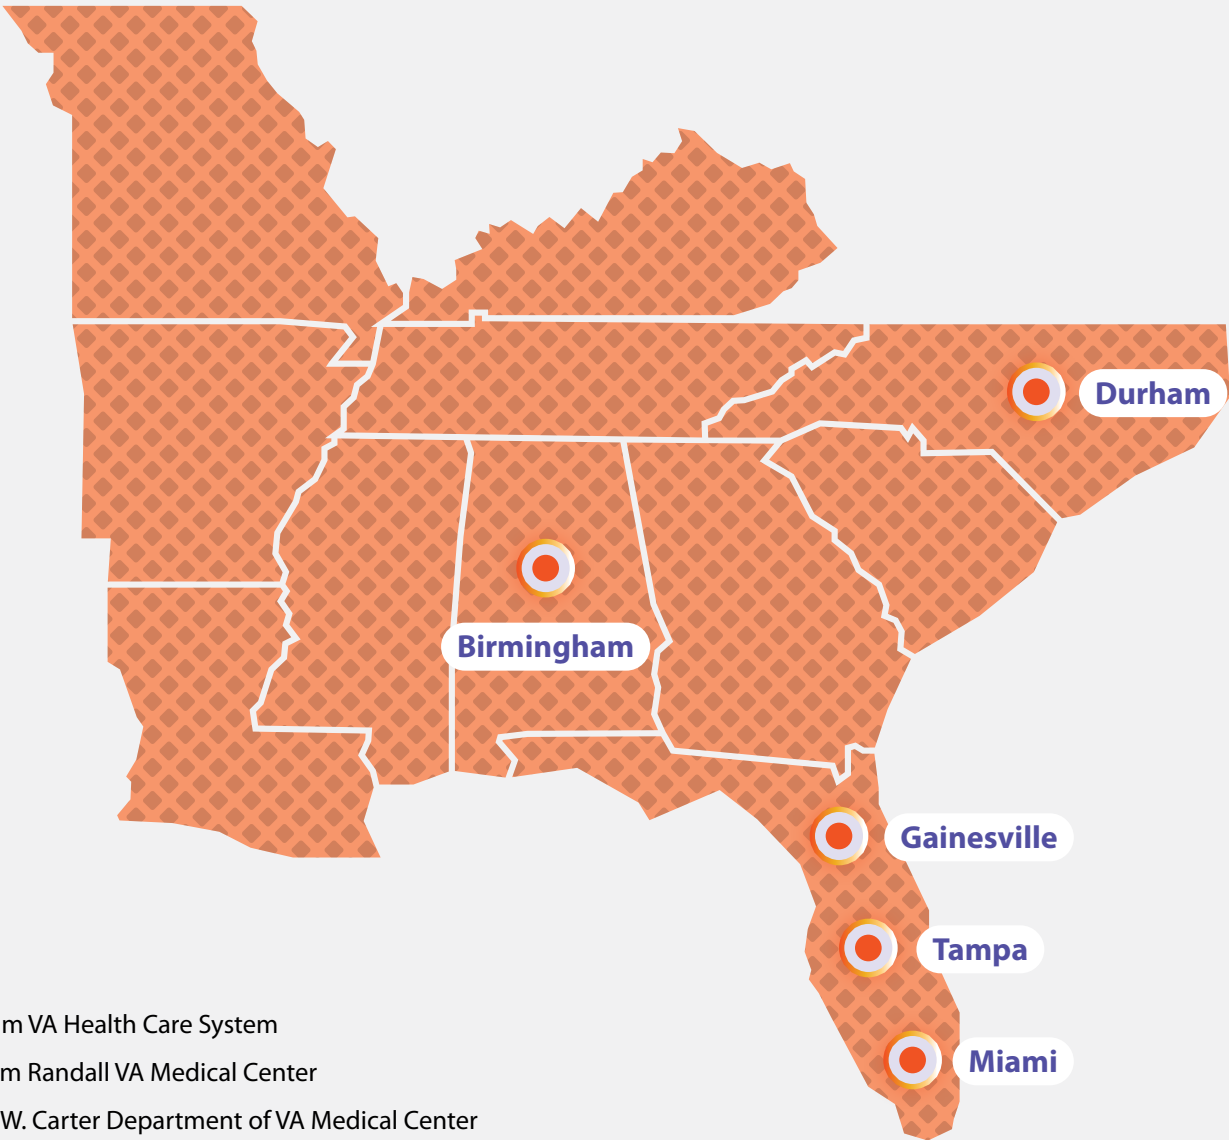 Durham
Birmingham
Gainesville
Tampa
Miami
m VA Health Care System
m Randall VA Medical Center
W. Carter Department of VA Medical Center